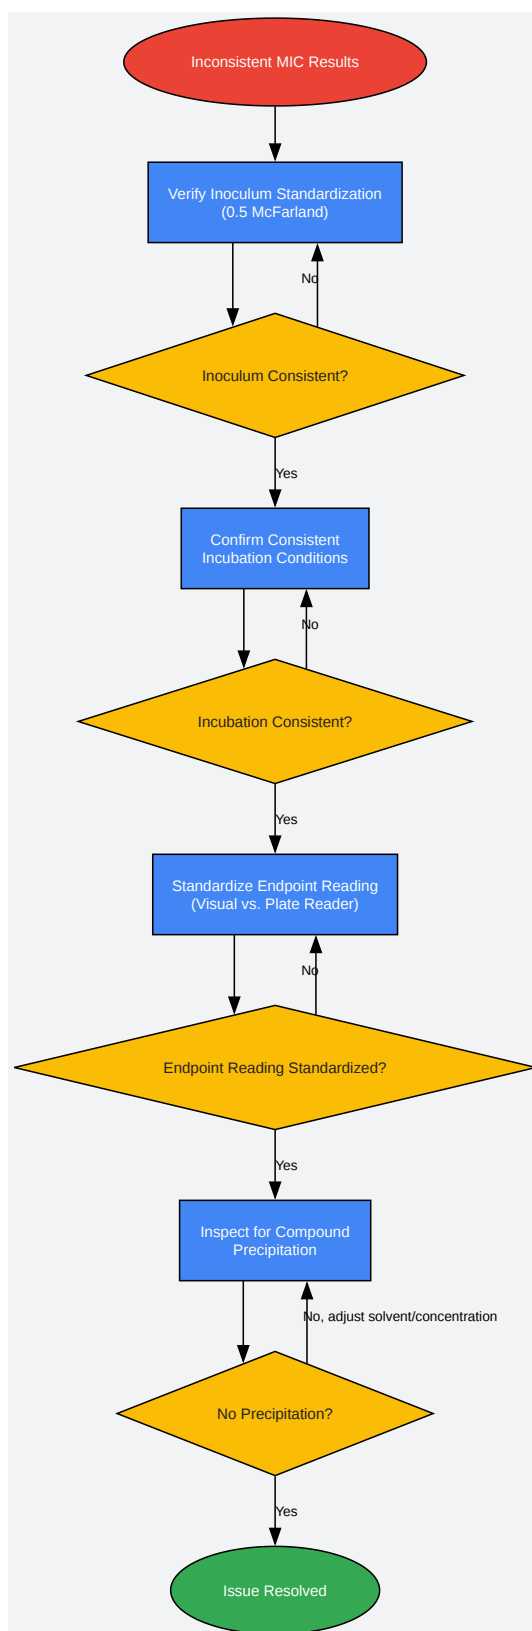 Inconsistent MIC Results
Verify Inoculum Standardization
(0.5 McFarland)
No
Inoculum Consistent?
Yes
Confirm Consistent
Incubation Conditions
No
Incubation Consistent?
Yes
Standardize Endpoint Reading
(Visual vs. Plate Reader)
No
Endpoint Reading Standardized?
Yes
Inspect for Compound
Precipitation
No, adjust solvent/concentration
No Precipitation?
Yes
Issue Resolved